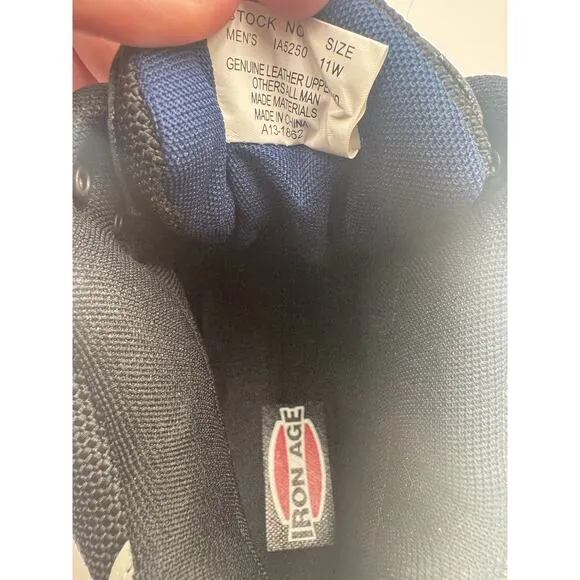 STOCK NO SIZE
MEN'S IA5250 11W
GENUINE LEATHER UPPER
OTHERS ALL MAN
MADE MATERIALS
MADE IN CHINA
A13-1862
IRON AGE